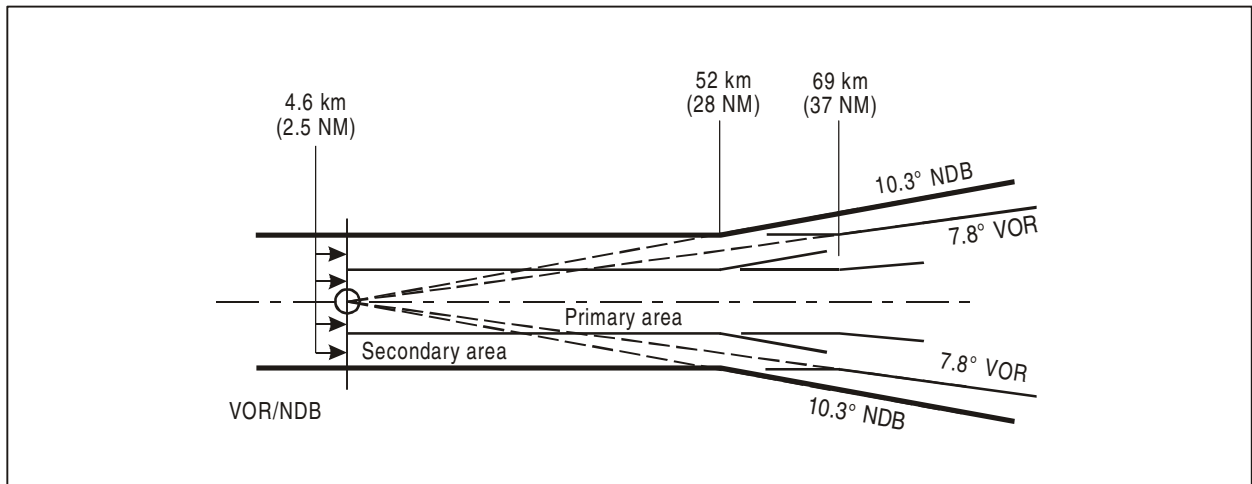 52 km
(28 NM)
69 km
(37 NM)
4.6 km
(2.5 NM)
10.3° NDB
7.8° VOR
Primary area
Secondary area
7.8° VOR
10.3° NDB
VOR/NDB